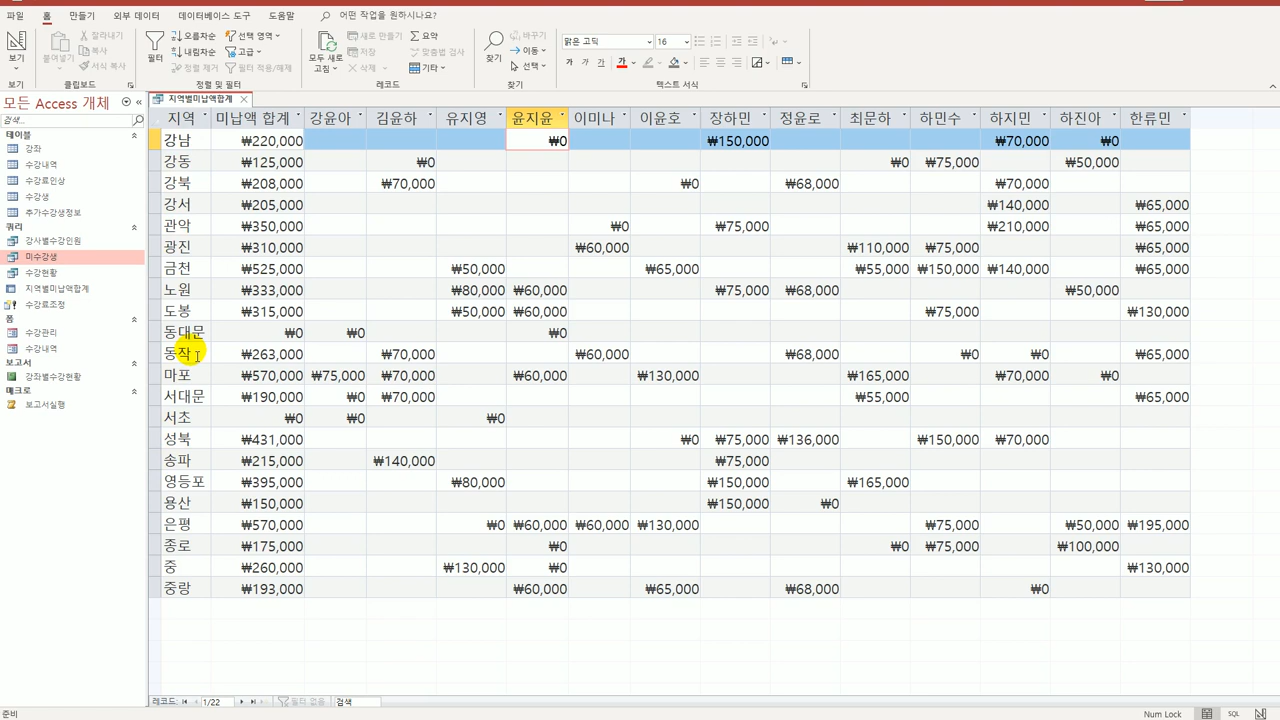 파일 홈 만들기 외부 데이터 데이터베이스 도구 도움말 어떤 작업을 원하시나요?
보기 붙여넣기 잘라내기 복사 서식 복사 필터 오름차순 내림차순 정렬 제거 선택 영역 고급 필터 적용/해제 모두 새로 고침 새로 만들기 저장 삭제 요약 맞춤법 검사 기타 찾기 바꾸기 이동 선택 맑은 고딕 16 가 가 가 가
보기 클립보드 정렬 및 필터 레코드 찾기 텍스트 서식
모든 Access 개체
검색...
테이블
강좌
수강내역
수강료인상
수강생
추가수강생정보
쿼리
강사별수강인원
미수강생
수강현황
지역별미납액합계
수강료조정
폼
수강관리
수강내역
보고서
강좌별수강현황
매크로
보고서실행
지역별미납액합계
지역 미납액 합계 강윤아 김윤하 유지영 윤지윤 이미나 이윤호 장하민 정윤로 최문하 하민수 하지민 하진아 한류민
강남 ₩220,000 ₩0 ₩150,000 ₩70,000 ₩0
강동 ₩125,000 ₩0 ₩0 ₩75,000 ₩50,000
강북 ₩208,000 ₩70,000 ₩0 ₩68,000 ₩70,000
강서 ₩205,000 ₩140,000 ₩65,000
관악 ₩350,000 ₩0 ₩75,000 ₩210,000 ₩65,000
광진 ₩310,000 ₩60,000 ₩110,000 ₩75,000 ₩65,000
금천 ₩525,000 ₩50,000 ₩65,000 ₩55,000 ₩150,000 ₩140,000 ₩65,000
노원 ₩333,000 ₩80,000 ₩60,000 ₩75,000 ₩68,000 ₩50,000
도봉 ₩315,000 ₩50,000 ₩60,000 ₩75,000 ₩130,000
동대문 ₩0 ₩0 ₩0
동작 ₩263,000 ₩70,000 ₩60,000 ₩68,000 ₩0 ₩0 ₩65,000
마포 ₩570,000 ₩75,000 ₩70,000 ₩60,000 ₩130,000 ₩165,000 ₩70,000 ₩0
서대문 ₩190,000 ₩0 ₩70,000 ₩55,000 ₩65,000
서초 ₩0 ₩0 ₩0
성북 ₩431,000 ₩0 ₩75,000 ₩136,000 ₩150,000 ₩70,000
송파 ₩215,000 ₩140,000 ₩75,000
영등포 ₩395,000 ₩80,000 ₩150,000 ₩165,000
용산 ₩150,000 ₩150,000 ₩0
은평 ₩570,000 ₩0 ₩60,000 ₩60,000 ₩130,000 ₩75,000 ₩50,000 ₩195,000
종로 ₩175,000 ₩0 ₩0 ₩75,000 ₩100,000
중 ₩260,000 ₩130,000 ₩0 ₩130,000
중랑 ₩193,000 ₩60,000 ₩65,000 ₩68,000 ₩0
레코드: 1/22 필터 없음 검색
준비 Num Lock SQL